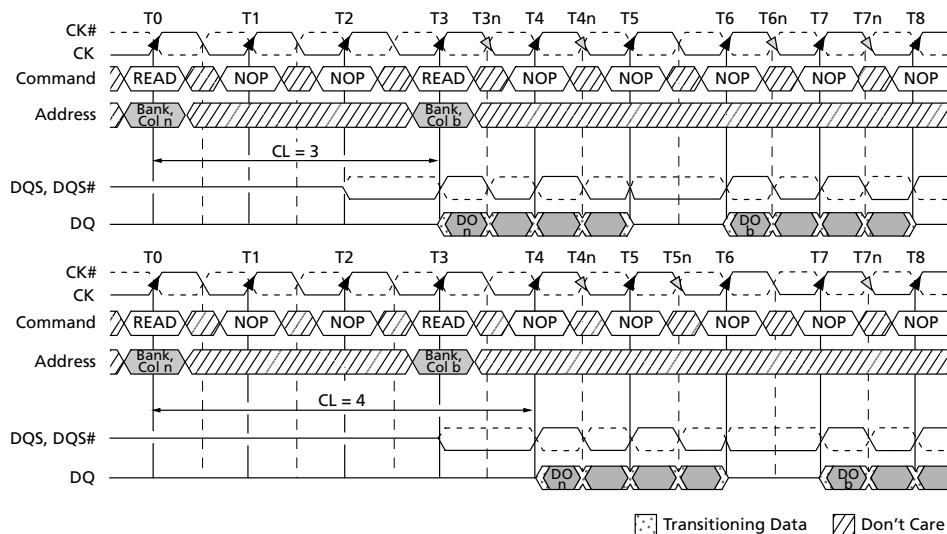 T0 T1 T2 T3 T3n T4 T4n T5 T6 T6n T7 T7n T8
CK#
CK
Command READ NOP NOP READ NOP NOP NOP NOP NOP
Address Bank, Col n Bank, Col b
CL = 3
DQS, DQS#
DQ DO n DO b
T0 T1 T2 T3 T4 T4n T5 T5n T6 T7 T7n T8
CK#
CK
Command READ NOP NOP READ NOP NOP NOP NOP NOP
Address Bank, Col n Bank, Col b
CL = 4
DQS, DQS#
DQ DO n DO b
Transitioning Data Don't Care